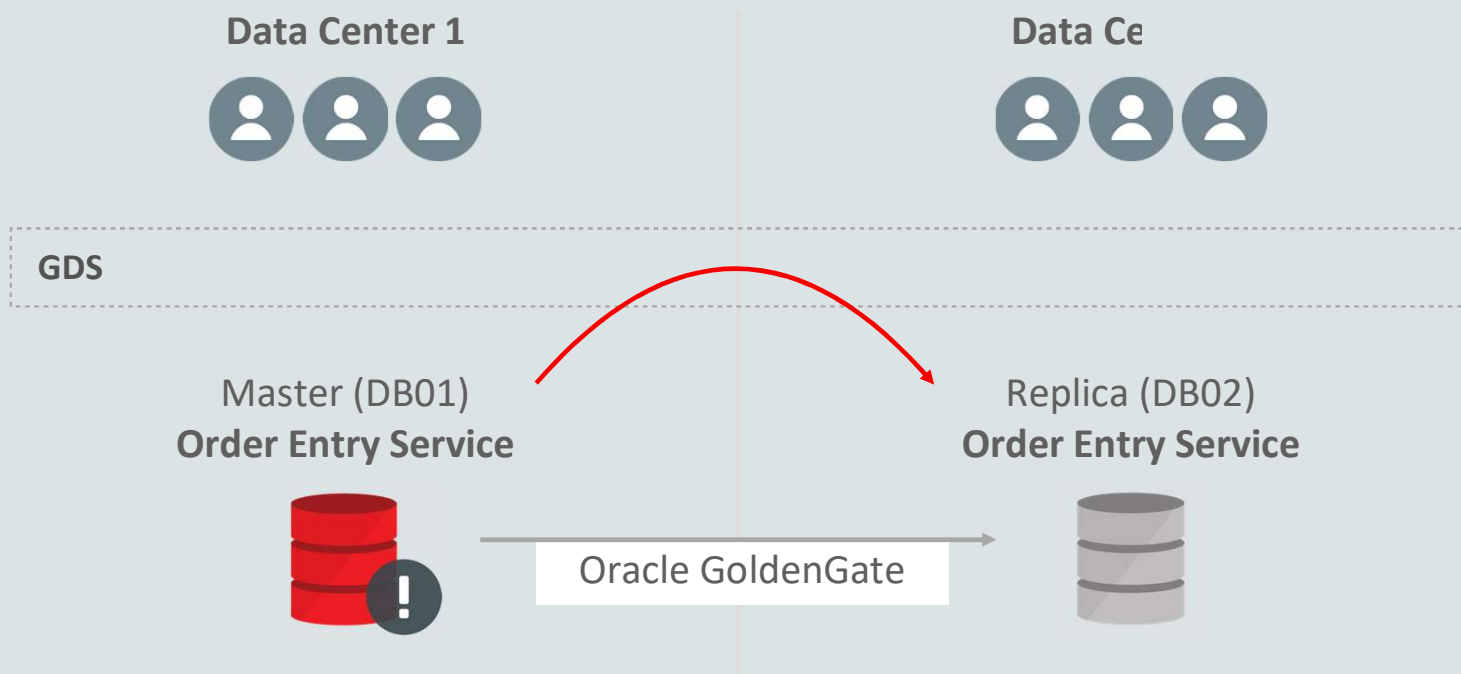 Data Center 1
Data Ce
GDS
Master (DB01)
Order Entry Service
Replica (DB02)
Order Entry Service
!
Oracle GoldenGate